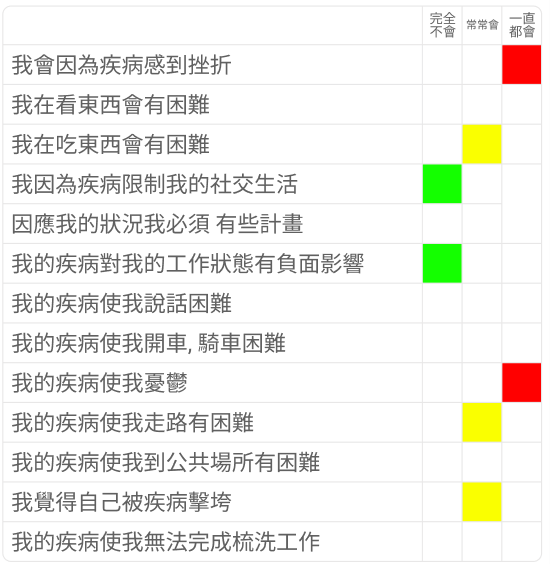 完全
不會
常常會
一直
都會
我會因為疾病感到挫折
我在看東西會有困難
我在吃東西會有困難
我因為疾病限制我的社交生活
因應我的狀況我必須 有些計畫
我的疾病對我的工作狀態有負面影響
我的疾病使我說話困難
我的疾病使我開車, 騎車困難
我的疾病使我憂鬱
我的疾病使我走路有困難
我的疾病使我到公共場所有困難
我覺得自己被疾病擊垮
我的疾病使我無法完成梳洗工作